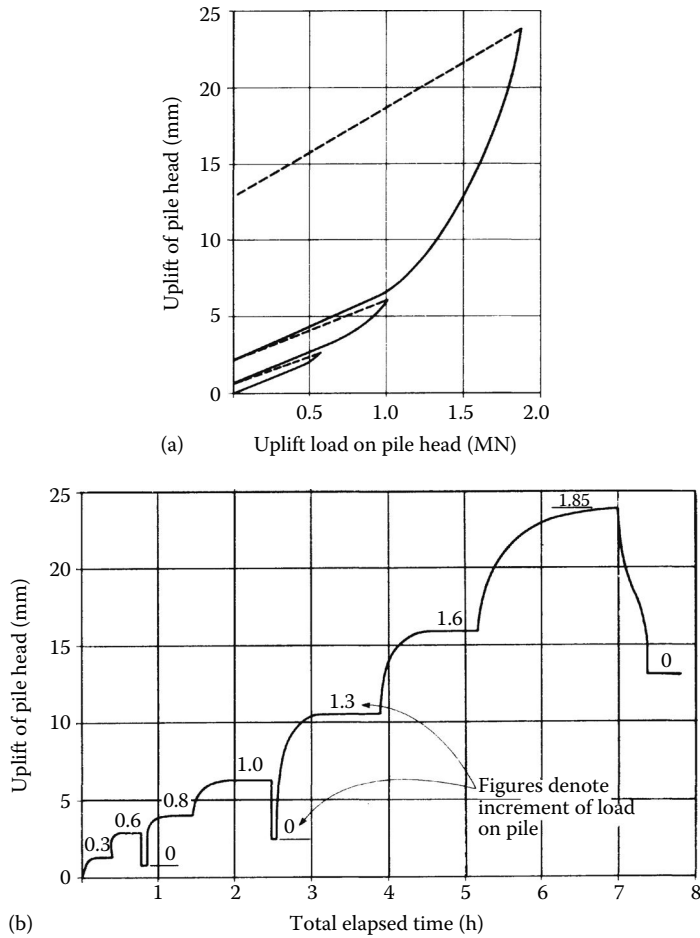 25
20
15
10
5
0
Uplift of pile head (mm)
0.5 1.0 1.5 2.0
(a) Uplift load on pile head (MN)
25
20
15
10
5
0
Uplift of pile head (mm)
0.3
0.6
0
0.8
1.0
0
1.3
1.6
1.85
0
Figures denote
increment of load
on pile
1 2 3 4 5 6 7 8
(b) Total elapsed time (h)